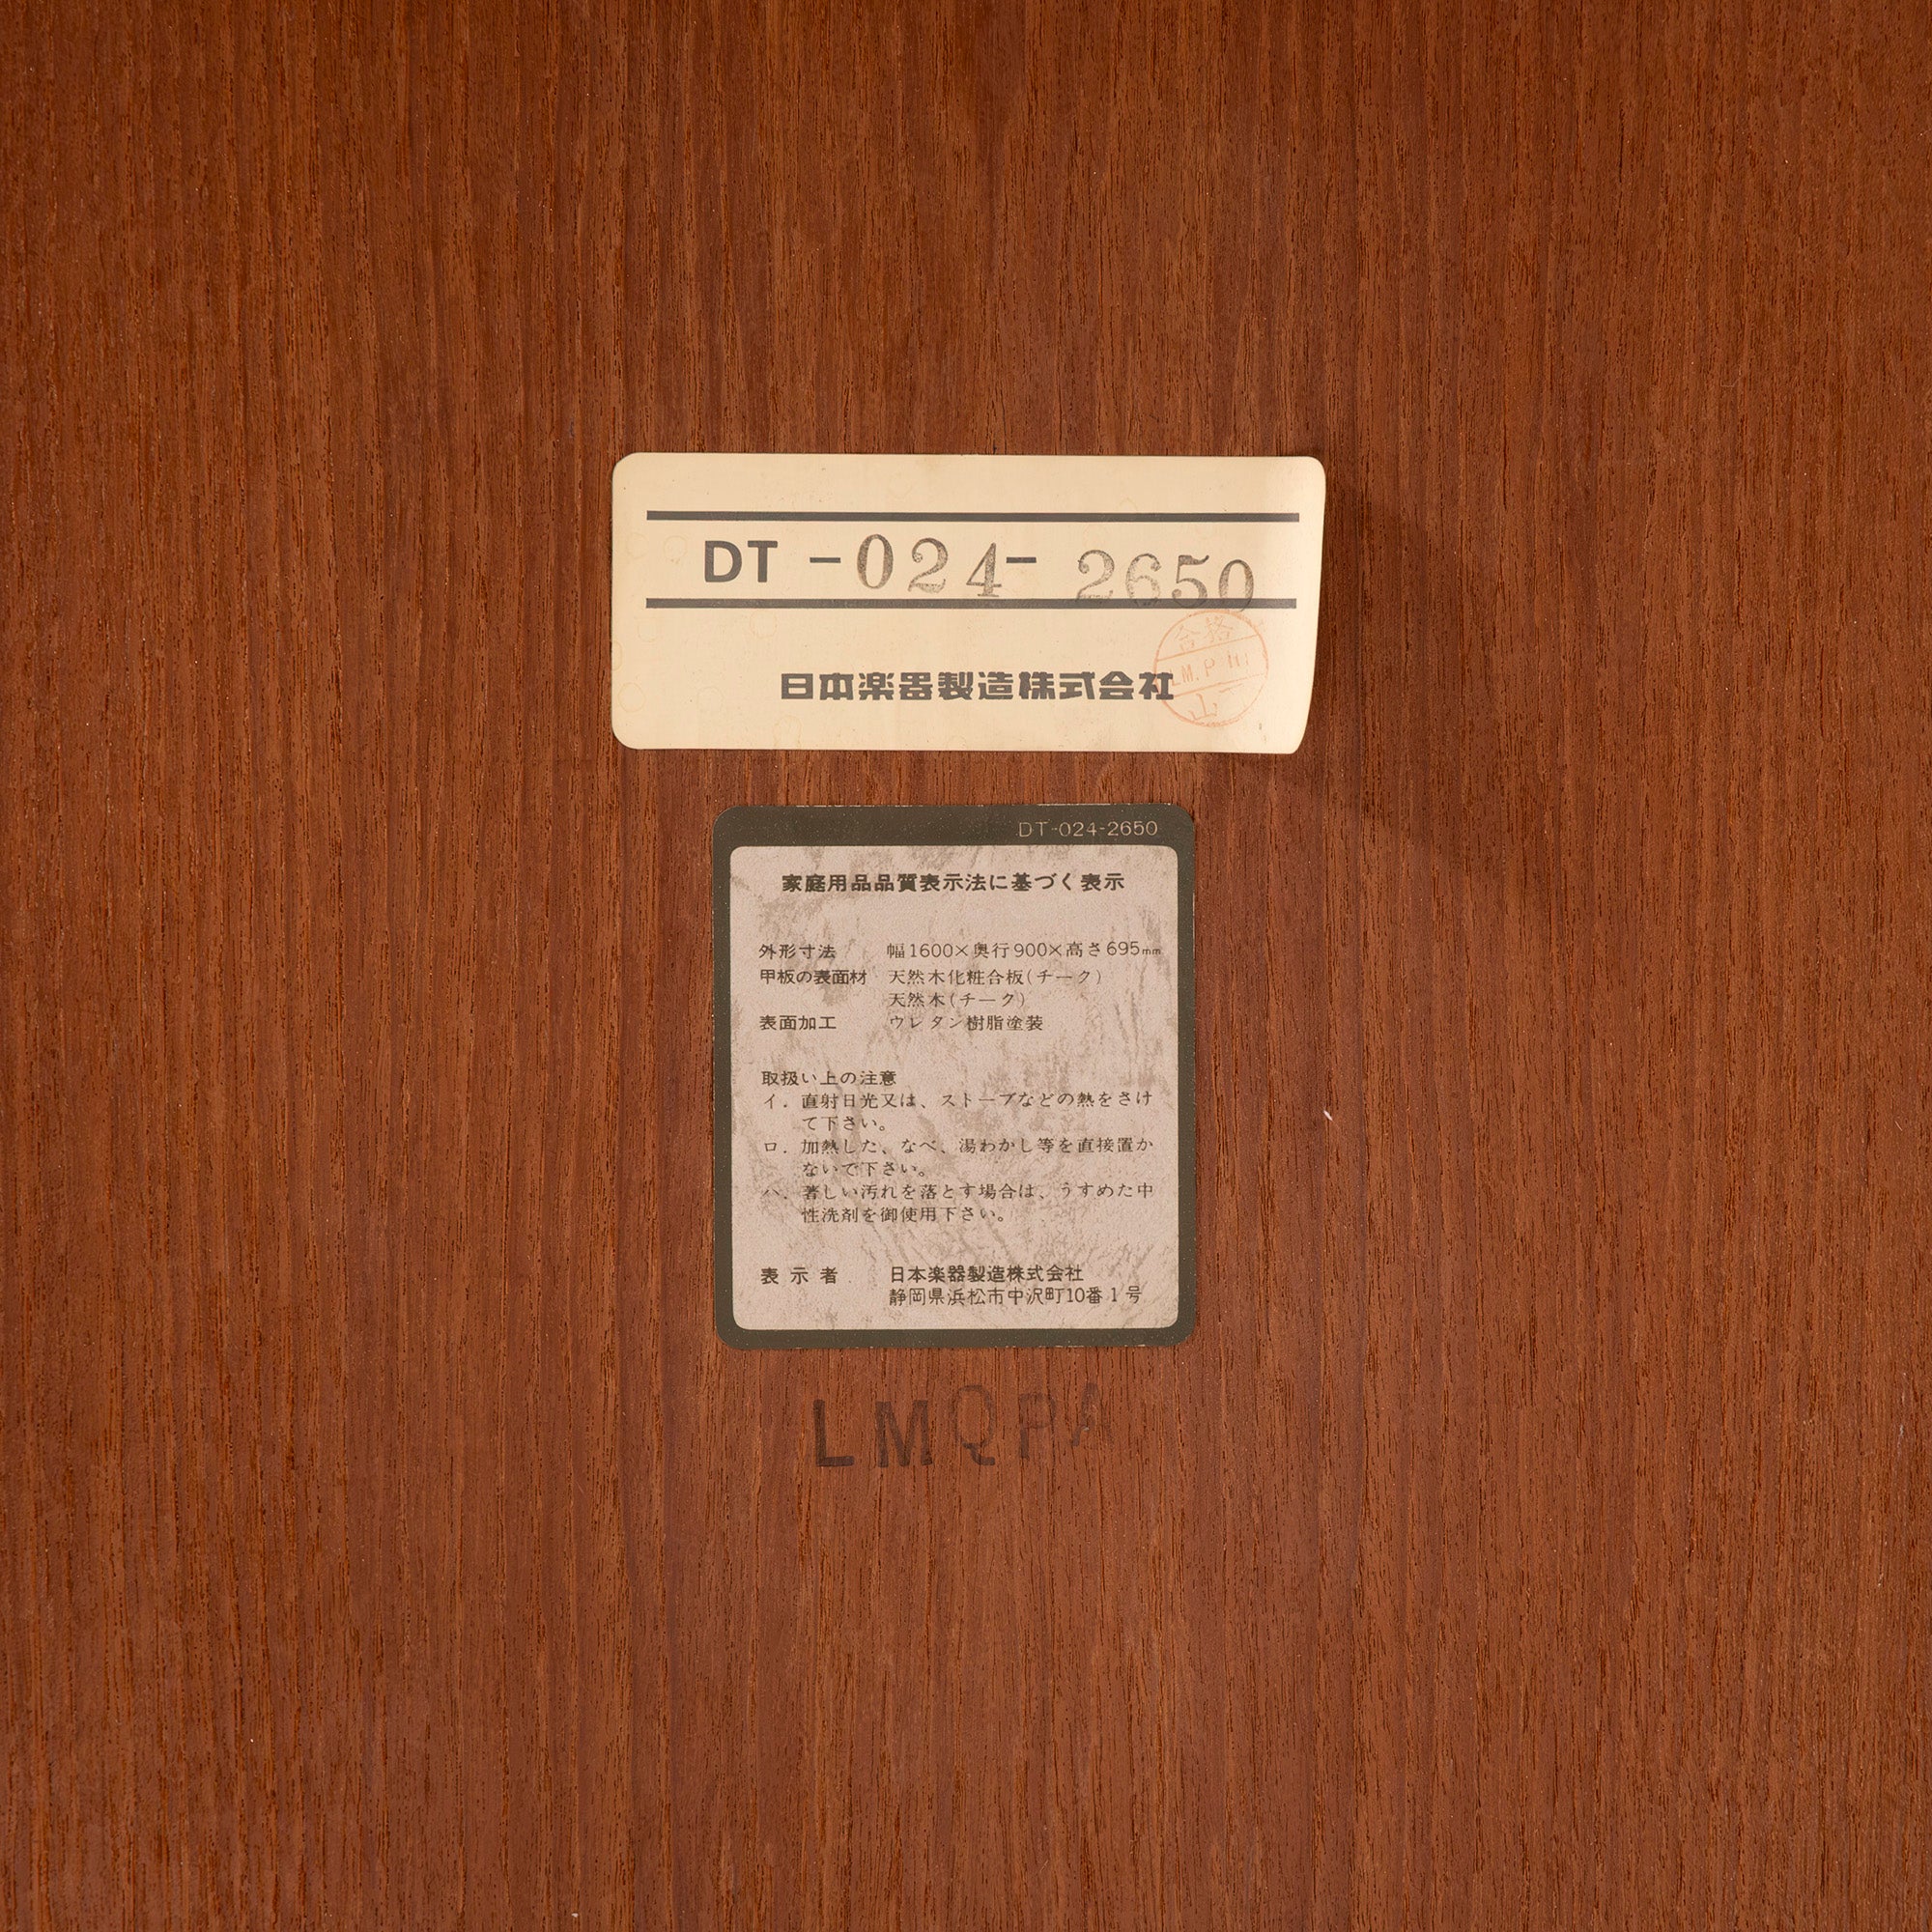 DT -024- 2650
日本楽器製造株式会社
合格
LM.P
山
DT-024-2650
家庭用品品質表示法に基づく表示
外形寸法 幅1600×奥行900×高さ695mm
甲板の表面材 天然木化粧合板(チーク)
天然木(チーク)
表面加工 ウレタン樹脂塗装
取扱い上の注意
イ. 直射日光又は、ストーブなどの熱をさけ
て下さい。
ロ. 加熱した、なべ、湯わかし等を直接置か
ないで下さい。
ハ. 著しい汚れを落とす場合は、うすめた中
性洗剤を御使用下さい。
表示者 日本楽器製造株式会社
静岡県浜松市中沢町10番1号
LMQPA